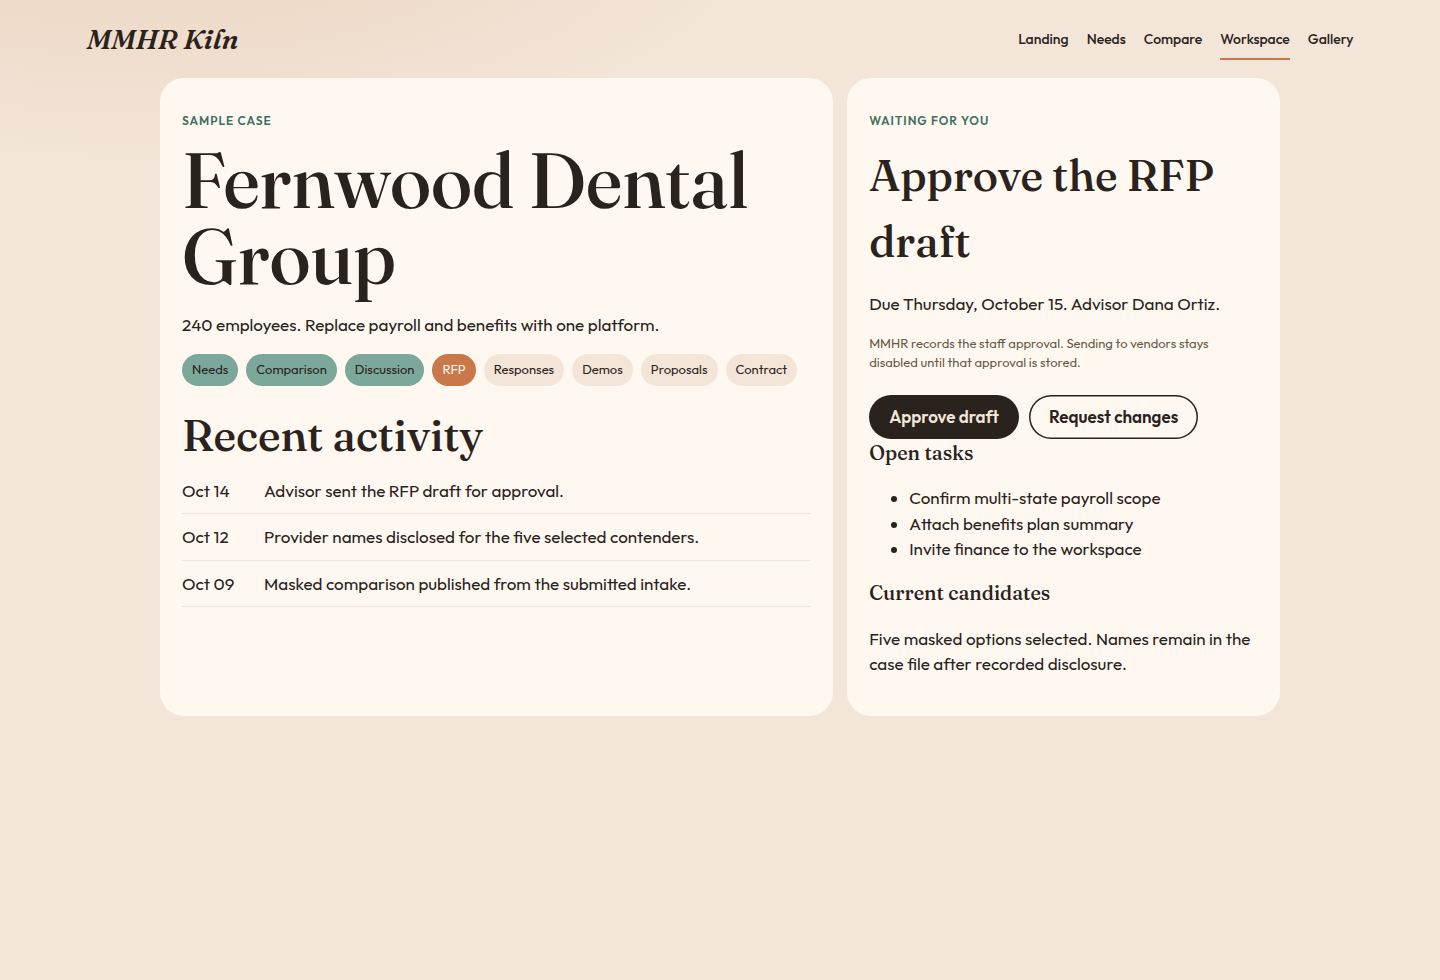 MMHR Kiln
Landing Needs Compare Workspace Gallery
SAMPLE CASE
Fernwood Dental
Group
240 employees. Replace payroll and benefits with one platform.
Needs Comparison Discussion RFP Responses Demos Proposals Contract
Recent activity
Oct 14 Advisor sent the RFP draft for approval.
Oct 12 Provider names disclosed for the five selected contenders.
Oct 09 Masked comparison published from the submitted intake.
WAITING FOR YOU
Approve the RFP
draft
Due Thursday, October 15. Advisor Dana Ortiz.
MMHR records the staff approval. Sending to vendors stays
disabled until that approval is stored.
Approve draft Request changes
Open tasks
• Confirm multi-state payroll scope
• Attach benefits plan summary
• Invite finance to the workspace
Current candidates
Five masked options selected. Names remain in the
case file after recorded disclosure.